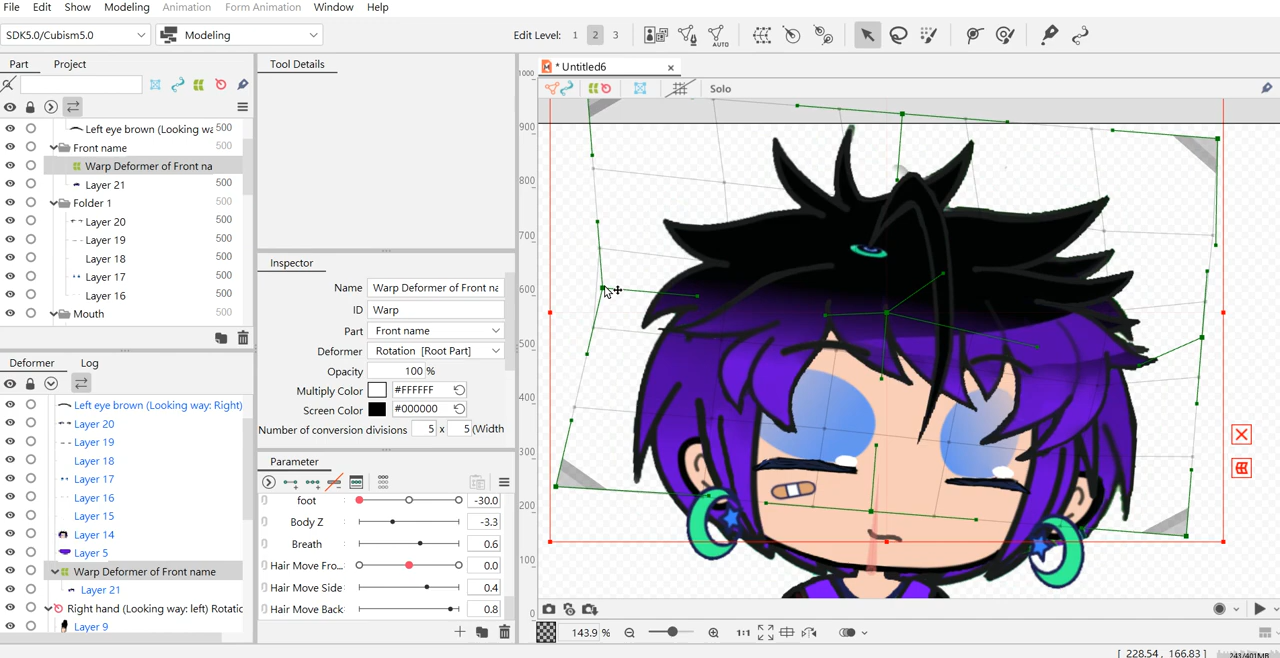 File Edit Show Modeling Animation Form Animation Window Help
SDK5.0/Cubism5.0 Modeling Edit Level: 1 2 3 AUTO
Part Project
Tool Details
* Untitled6
Solo
Left eye brown (Looking wa 500
Front name 500
Warp Deformer of Front na
Layer 21 500
Folder 1 500
Layer 20 500
Layer 19 500
Layer 18 500
Layer 17 500
Layer 16 500
Mouth 500
Inspector
Name Warp Deformer of Front na
ID Warp
Part Front name
Deformer Rotation [Root Part]
Opacity 100 %
Multiply Color #FFFFFF
Screen Color #000000
Number of conversion divisions 5 x 5 (Width
Deformer Log
Left eye brown (Looking way: Right)
Layer 20
Layer 19
Layer 18
Layer 17
Layer 16
Layer 15
Layer 14
Layer 5
Warp Deformer of Front name
Layer 21
Right hand (Looking way: left) Rotatic
Layer 9
Parameter
foot -30.0
Body Z -3.3
Breath 0.6
Hair Move Fro... 0.0
Hair Move Side 0.4
Hair Move Back 0.8
1000
900
800
700
600
500
400
300
200
100
0
143.9 % 1:1
[ 228.54, 166.83 ] 243/401MB